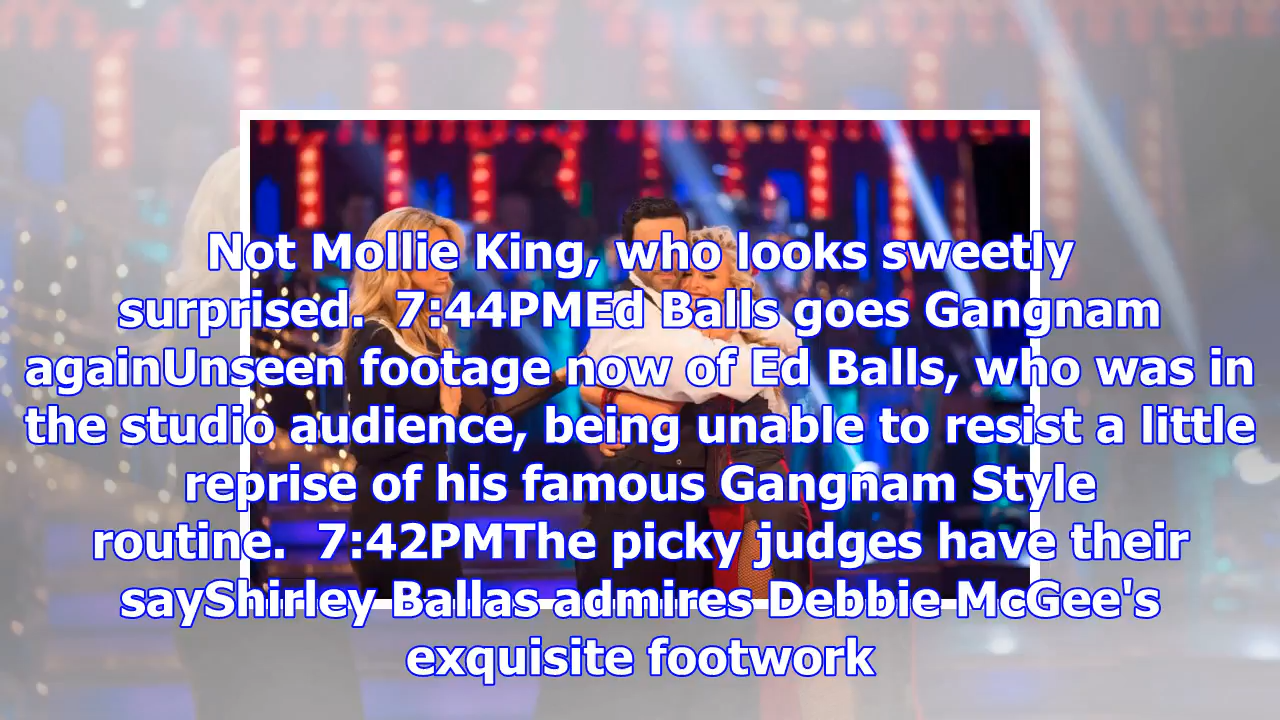 Not Mollie King, who looks sweetly
surprised.  7:44PMEd Balls goes Gangnam
againUnseen footage now of Ed Balls, who was in
the studio audience, being unable to resist a little
reprise of his famous Gangnam Style
routine.  7:42PMThe picky judges have their
sayShirley Ballas admires Debbie McGee's
exquisite footwork